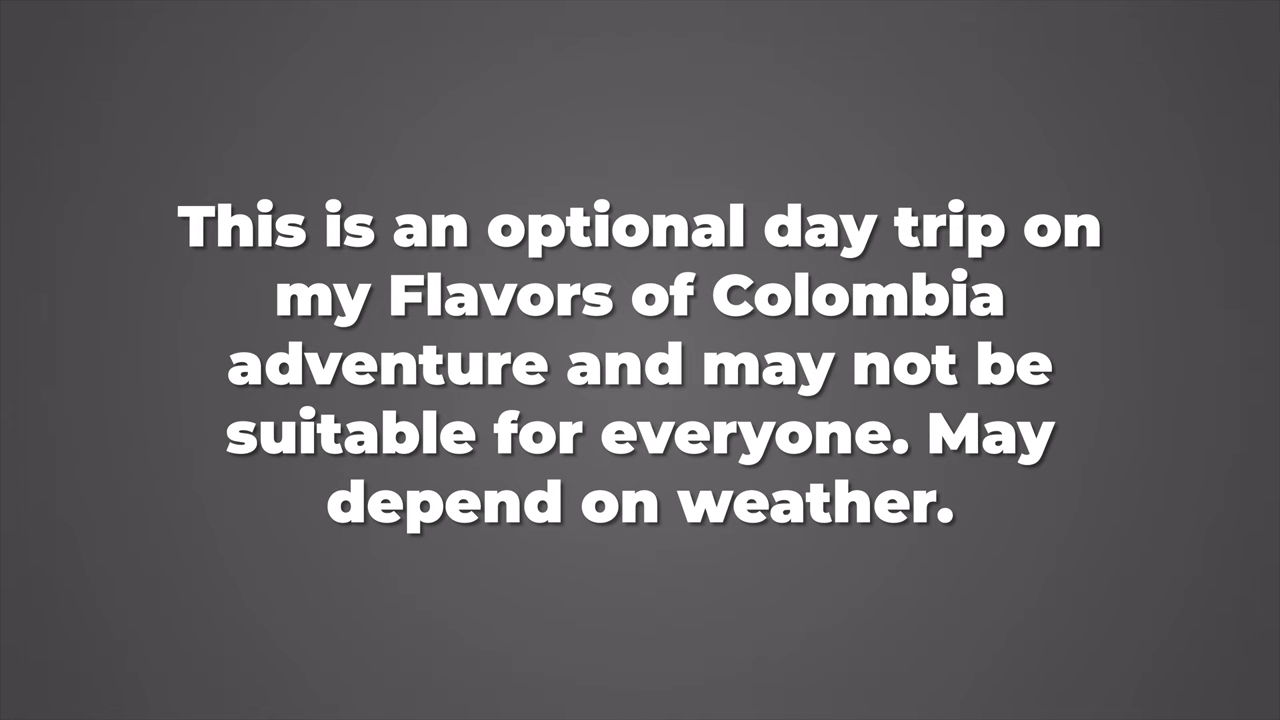 This is an optional day trip on
my Flavors of Colombia
adventure and may not be
suitable for everyone. May
depend on weather.